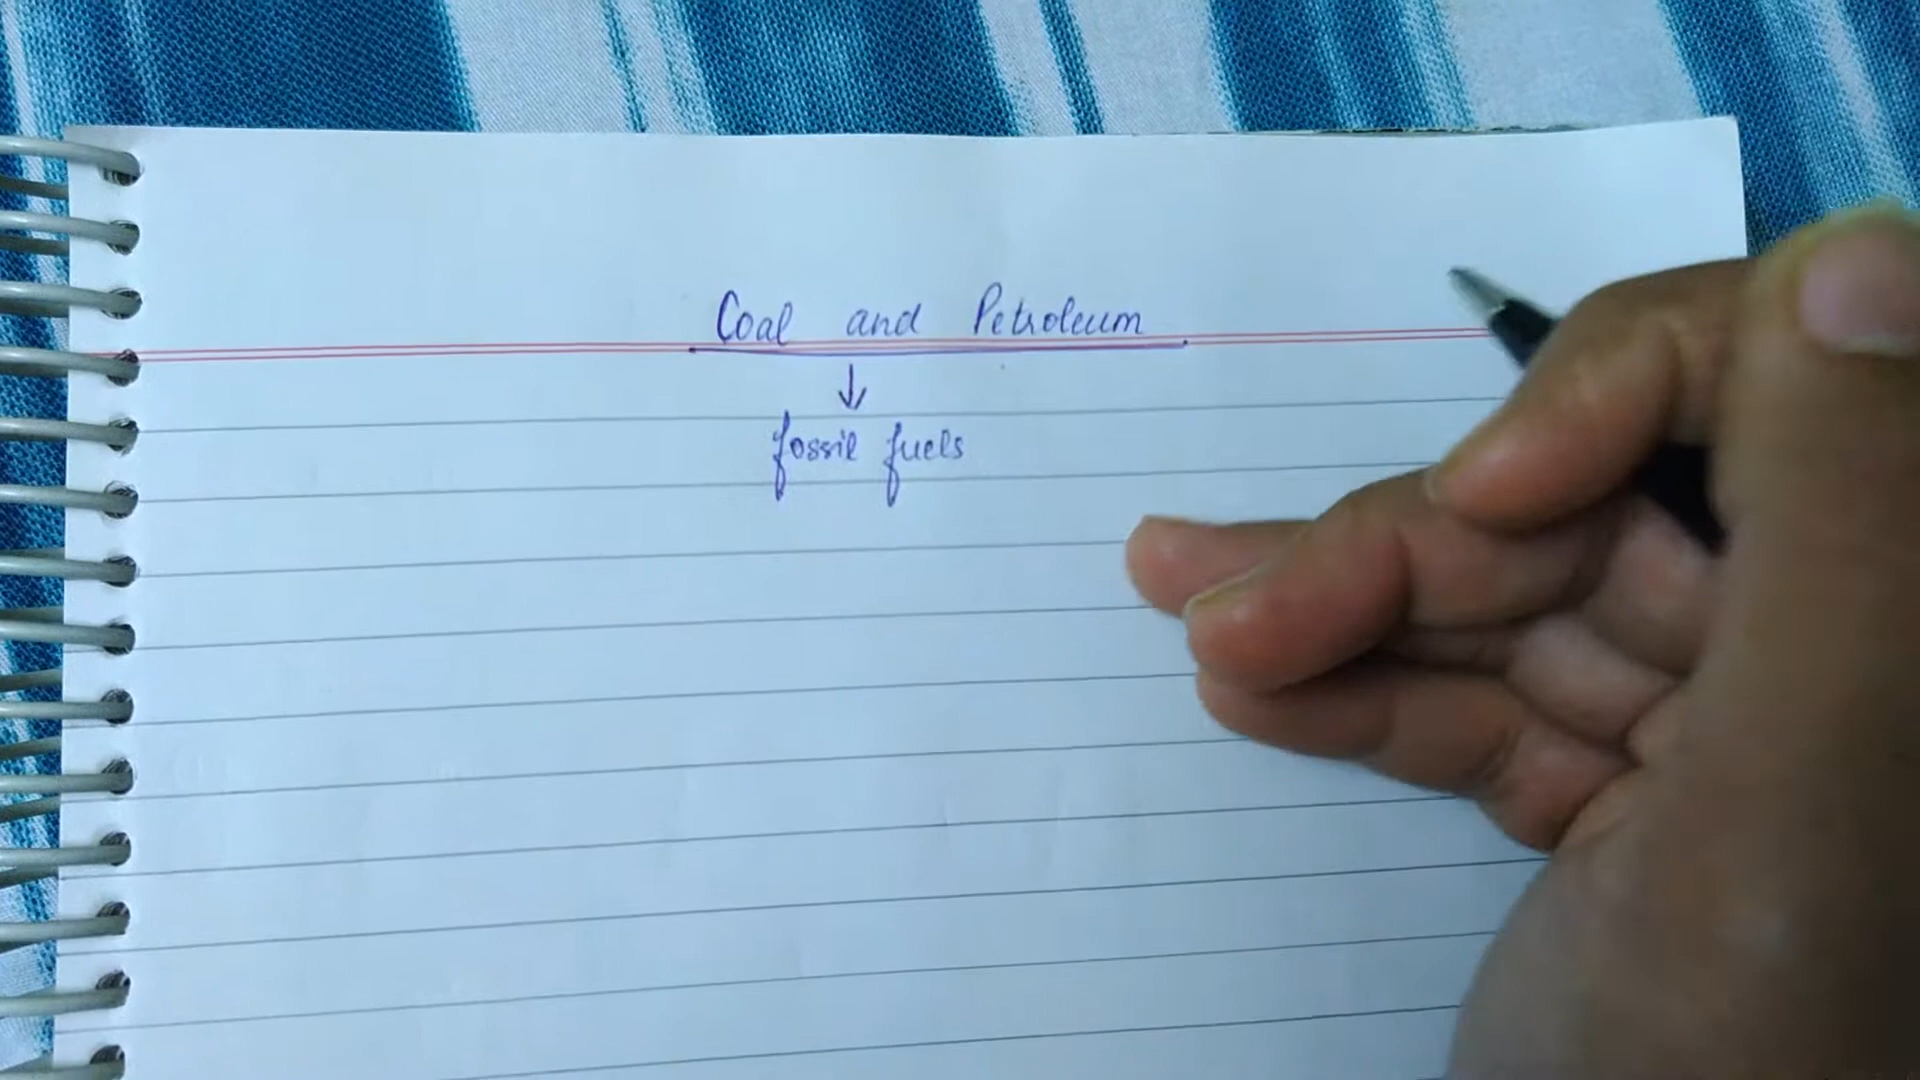 Coal and Petroleum
↓
fossil fuels